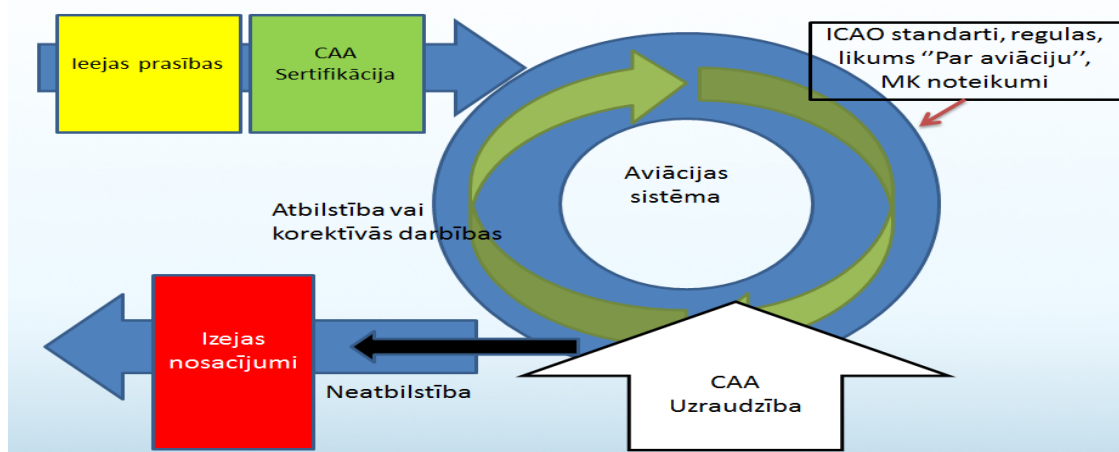 Ieejas prasības
CAA
Sertifikācija
ICAO standarti, regulas,
likums ‘‘Par aviāciju’’,
MK noteikumi
Aviācijas
sistēma
Atbilstība vai
korektīvās darbības
Izejas
nosacījumi
Neatbilstība
CAA
Uzraudzība